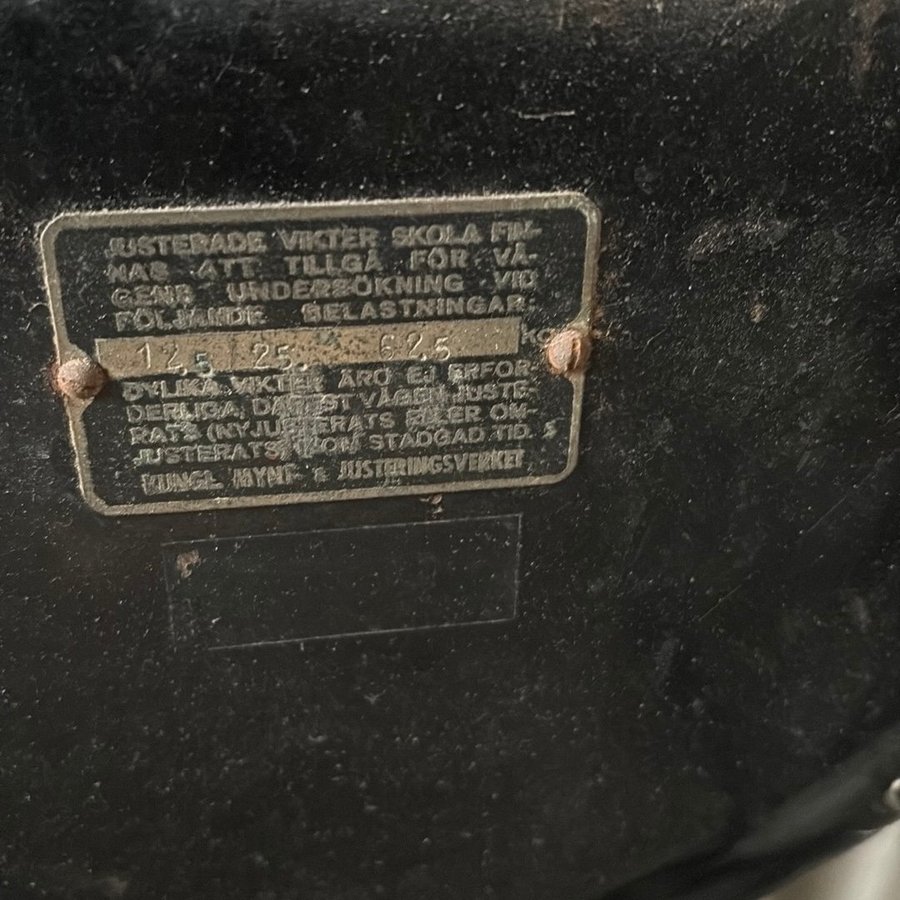 JUSTERADE VIKTER SKOLA FIN-
NAS ATT TILLGÅ FÖR VÅ-
GENS UNDERSÖKNING VID
FÖLJANDE BELASTNINGAR:
12,5 25. 62,5 KG.
DYLIKA VIKTER ÄRO EJ ERFOR-
DERLIGA, DÄREST VÅGEN JUSTE-
RATS (NYJUSTERATS ELLER OM-
JUSTERATS) INOM STADGAD TID.
KUNGL. MYNT- & JUSTERINGSVERKET